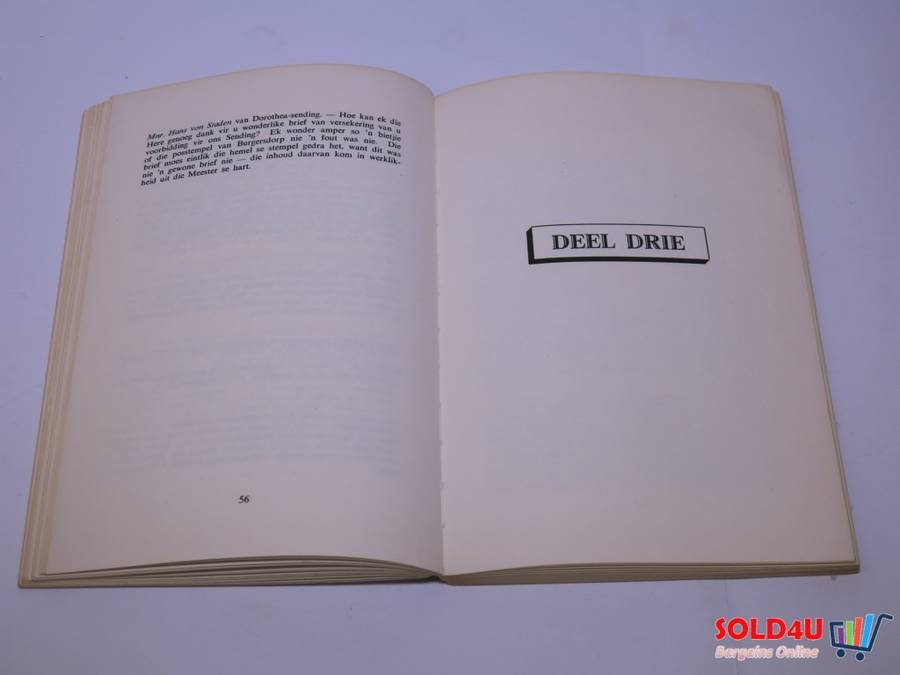 Mnr. Hans von Staden van Dorothea-sending. — Hoe kan ek die
Here genoeg dank vir u wonderlike brief van versekering van u
voorbidding vir ons Sending? Ek wonder amper so 'n bietjie
of die posstempel van Burgersdorp nie 'n fout was nie. Die
brief moes eintlik die hemel se stempel gedra het, want dit was
nie 'n gewone brief nie — die inhoud daarvan kom in werklik-
heid uit die Meester se hart.
56
DEEL DRIE
SOLD4U
Bargains Online